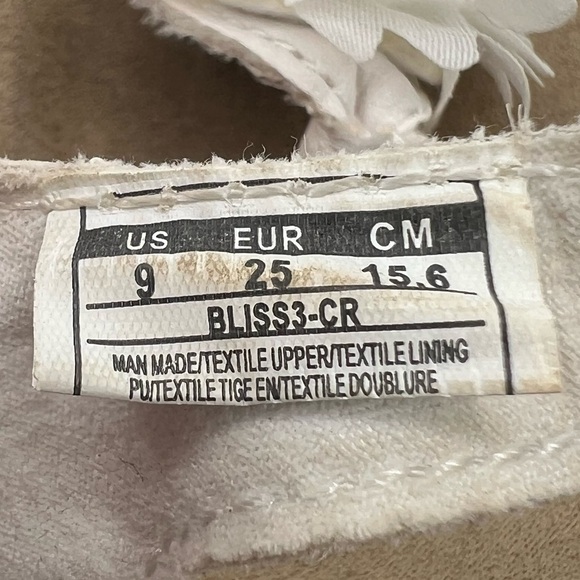 US EUR CM
9 25 15.6
BLISS3-CR
MAN MADE/TEXTILE UPPER/TEXTILE LINING
PU/TEXTILE TIGE EN/TEXTILE DOUBLURE